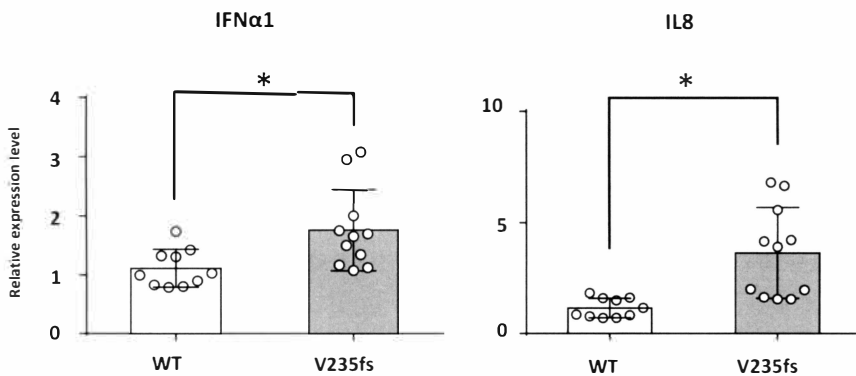 IFNα1
*
4
3
2
1
0
Relative expression level
WT
V235fs
IL8
*
10
5
0
WT
V235fs